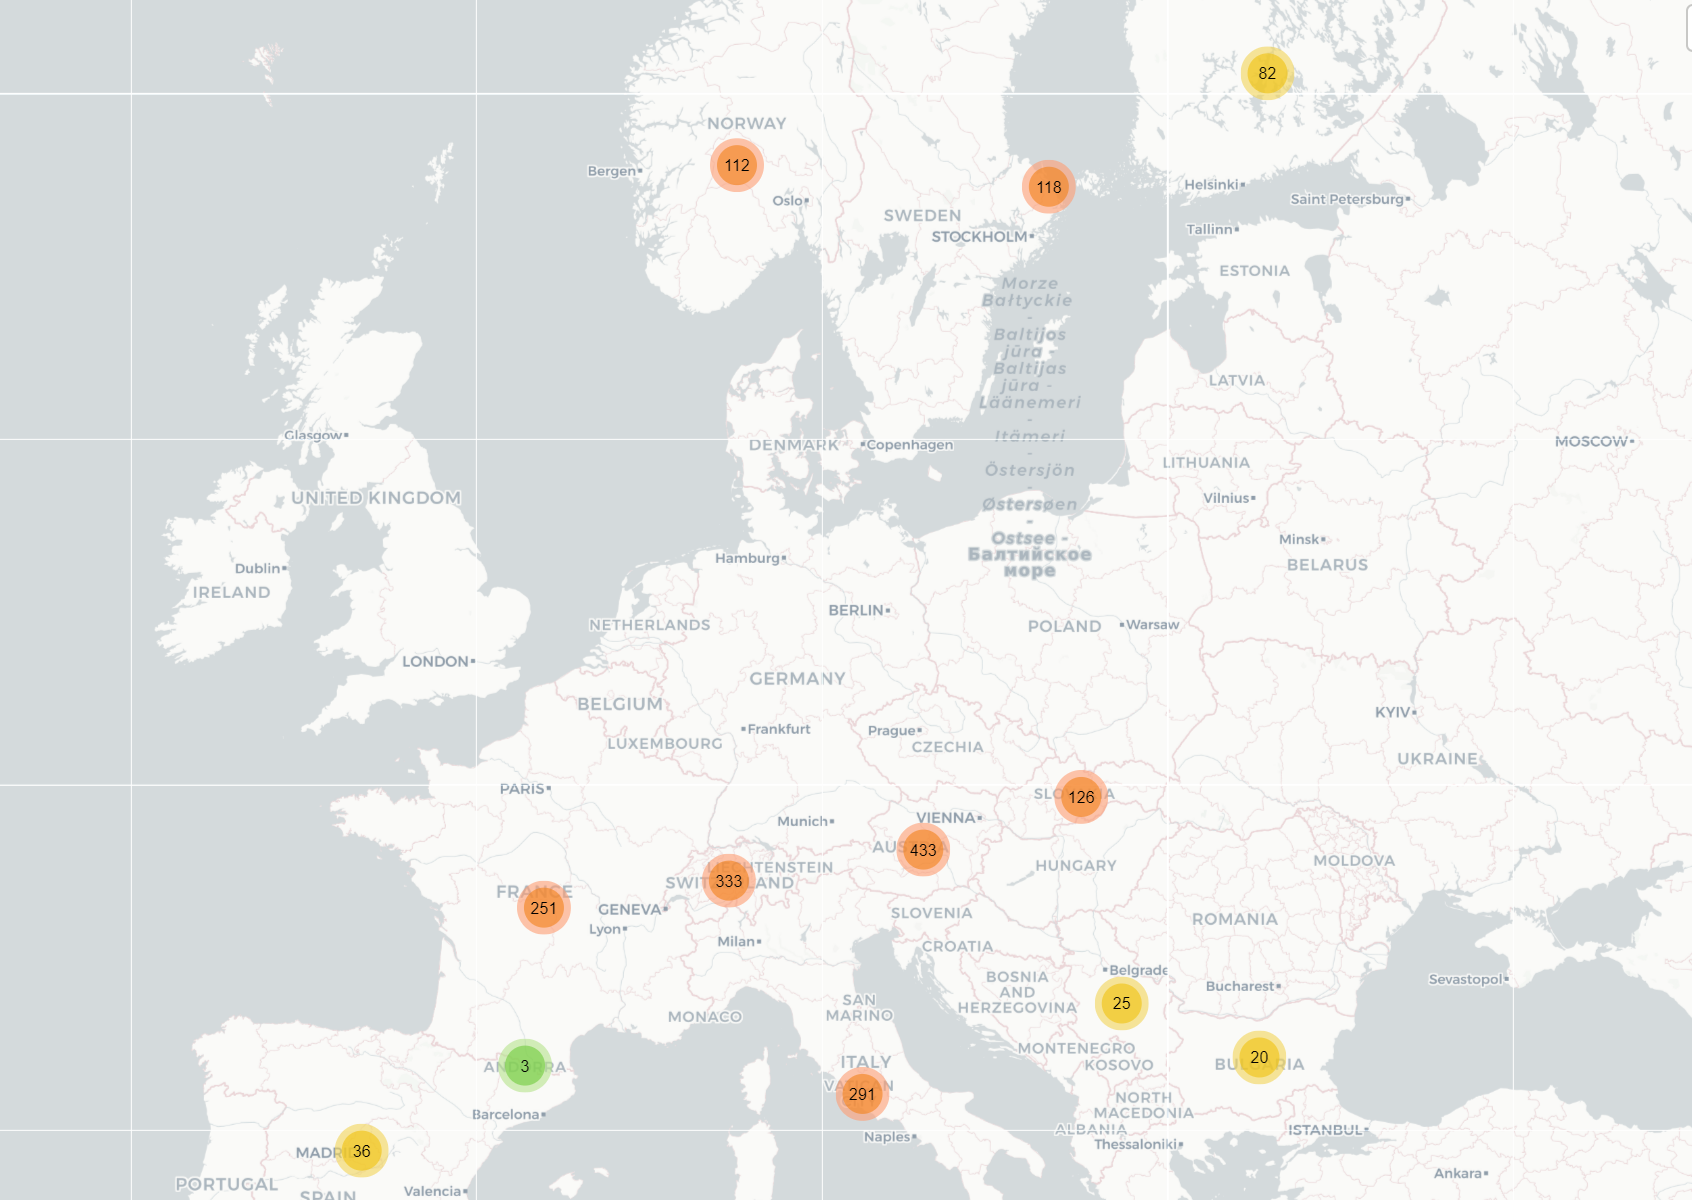 82
NORWAY
112
Bergen
118
Helsinki
Oslo
Saint Petersburg
SWEDEN
Tallinn
STOCKHOLM
ESTONIA
Morze
Bałtyckie
-
Baltijos
jūra -
Baltijas
jūra -
Läänemeri
-
Itämeri
-
Östersjön
-
Østersøen
-
Ostsee -
Балтийское
море
LATVIA
Glasgow
DENMARK
Copenhagen
MOSCOW
LITHUANIA
UNITED KINGDOM
Vilnius
Minsk
Hamburg
BELARUS
Dublin
IRELAND
BERLIN
NETHERLANDS
POLAND
Warsaw
LONDON
GERMANY
BELGIUM
KYIV
Frankfurt
Prague
LUXEMBOURG
CZECHIA
UKRAINE
PARIS
126
Munich
VIENNA
433
MOLDOVA
HUNGARY
333
FRANCE
251
GENEVA
SLOVENIA
ROMANIA
Lyon
Milan
CROATIA
Belgrade
BOSNIA
AND
HERZEGOVINA
Sevastopol
Bucharest
25
SAN
MARINO
MONACO
MONTENEGRO
KOSOVO
20
ITALY
3
291
NORTH
MACEDONIA
Barcelona
ALBANIA
ISTANBUL
Naples
Thessaloniki
36
Ankara
PORTUGAL
Valencia
SPAIN